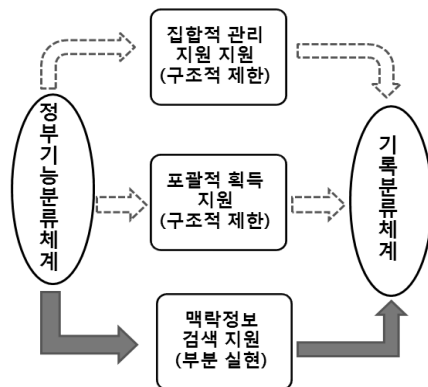 집합적 관리
지원 지원
(구조적 제한)
정부기능분류체계
포괄적 획득
지원
(구조적 제한)
기록분류체계
맥락정보
검색 지원
(부분 실현)